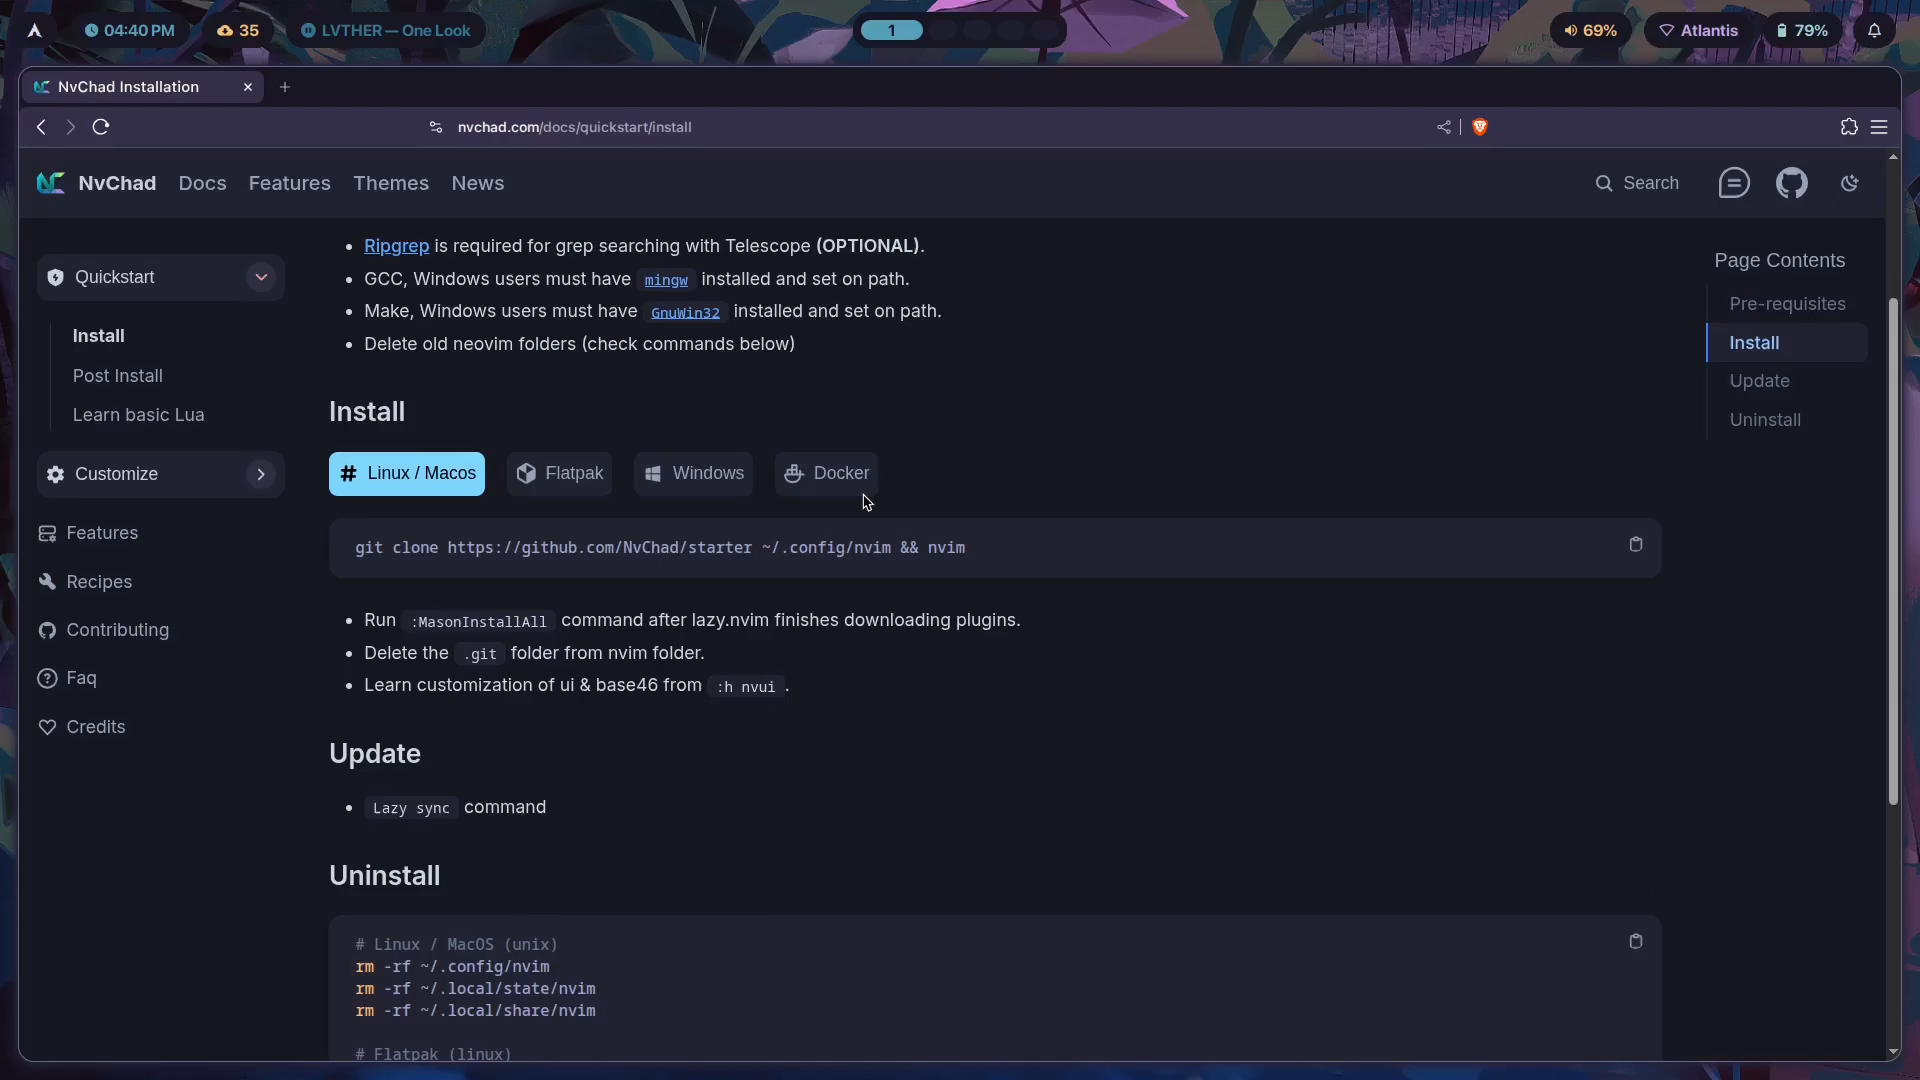 04:40 PM
35
LVTHER — One Look
1
69%
Atlantis
79%
NvChad Installation
nvchad.com/docs/quickstart/install
NvChad
Docs
Features
Themes
News
Search
Quickstart
Install
Post Install
Learn basic Lua
Customize
Features
Recipes
Contributing
Faq
Credits
Ripgrep is required for grep searching with Telescope (OPTIONAL).
GCC, Windows users must have mingw installed and set on path.
Make, Windows users must have GnuWin32 installed and set on path.
Delete old neovim folders (check commands below)
Install
Linux / Macos
Flatpak
Windows
Docker
git clone https://github.com/NvChad/starter ~/.config/nvim && nvim
Run :MasonInstallAll command after lazy.nvim finishes downloading plugins.
Delete the .git folder from nvim folder.
Learn customization of ui & base46 from :h nvui .
Update
Lazy sync command
Uninstall
# Linux / MacOS (unix)
rm -rf ~/.config/nvim
rm -rf ~/.local/state/nvim
rm -rf ~/.local/share/nvim
# Flatpak (linux)
Page Contents
Pre-requisites
Install
Update
Uninstall